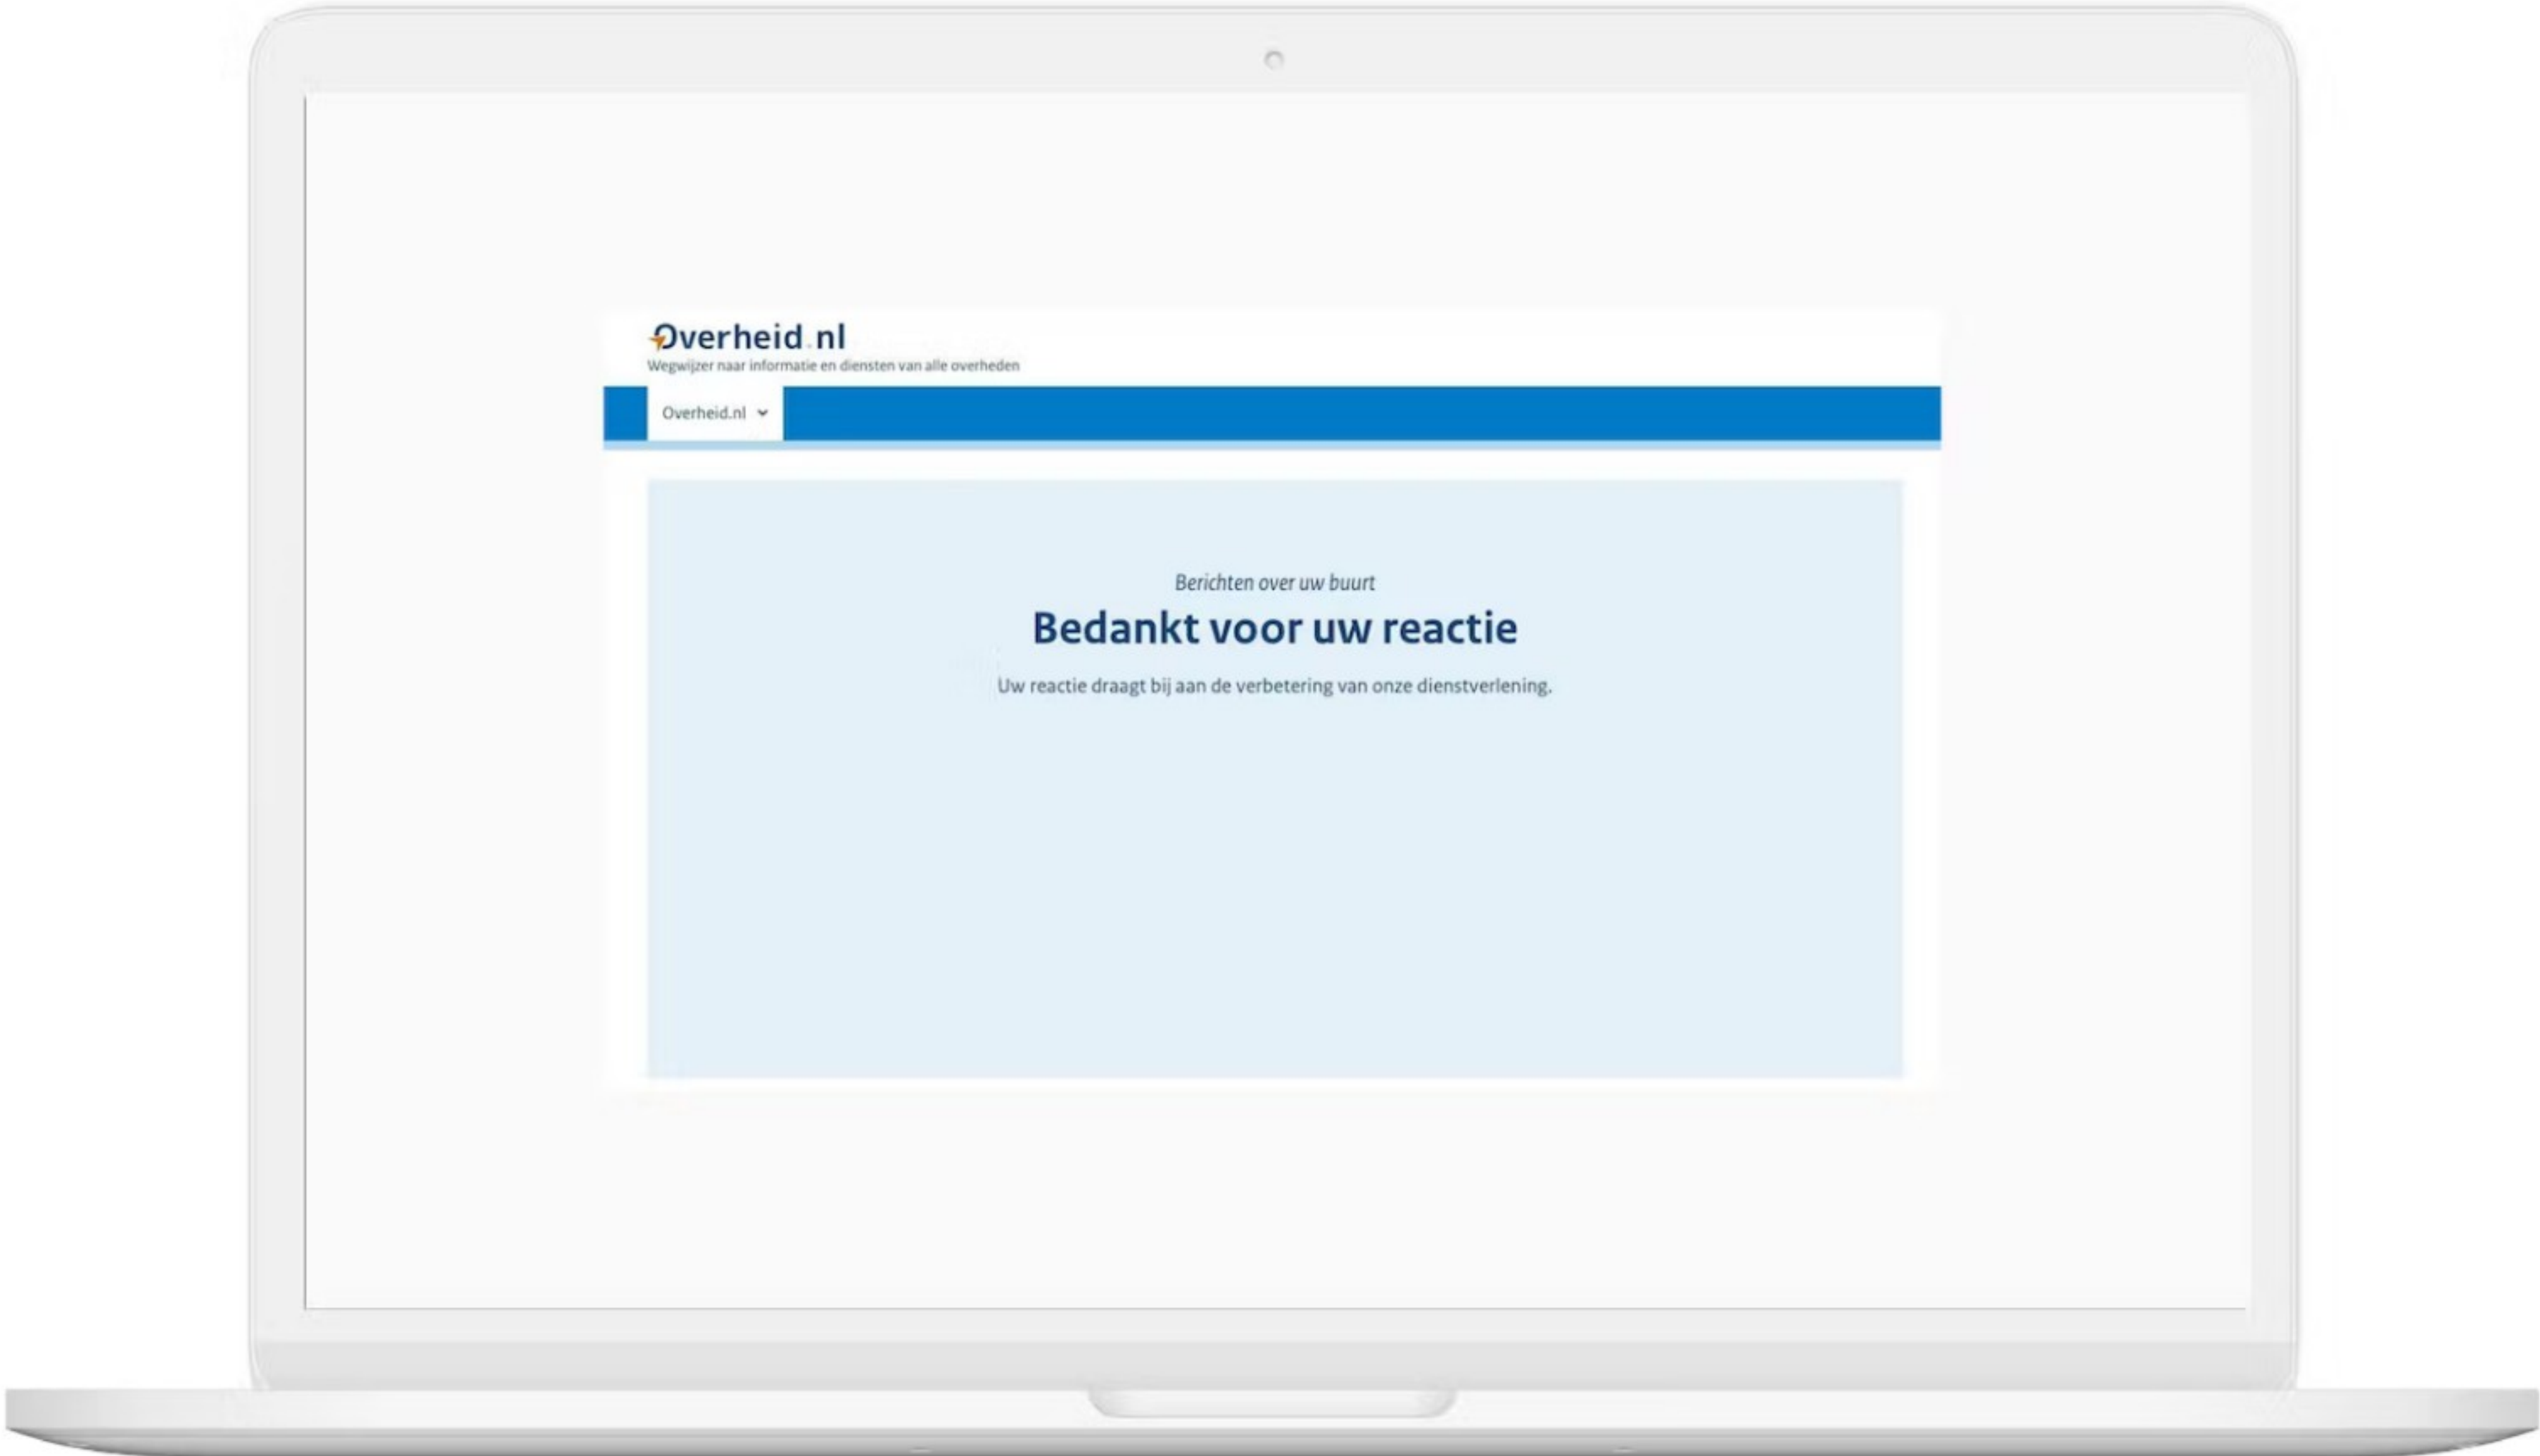 Overheid.nl
Wegwijzer naar informatie en diensten van alle overheden
Overheid.nl
Berichten over uw buurt
Bedankt voor uw reactie
Uw reactie draagt bij aan de verbetering van onze dienstverlening.